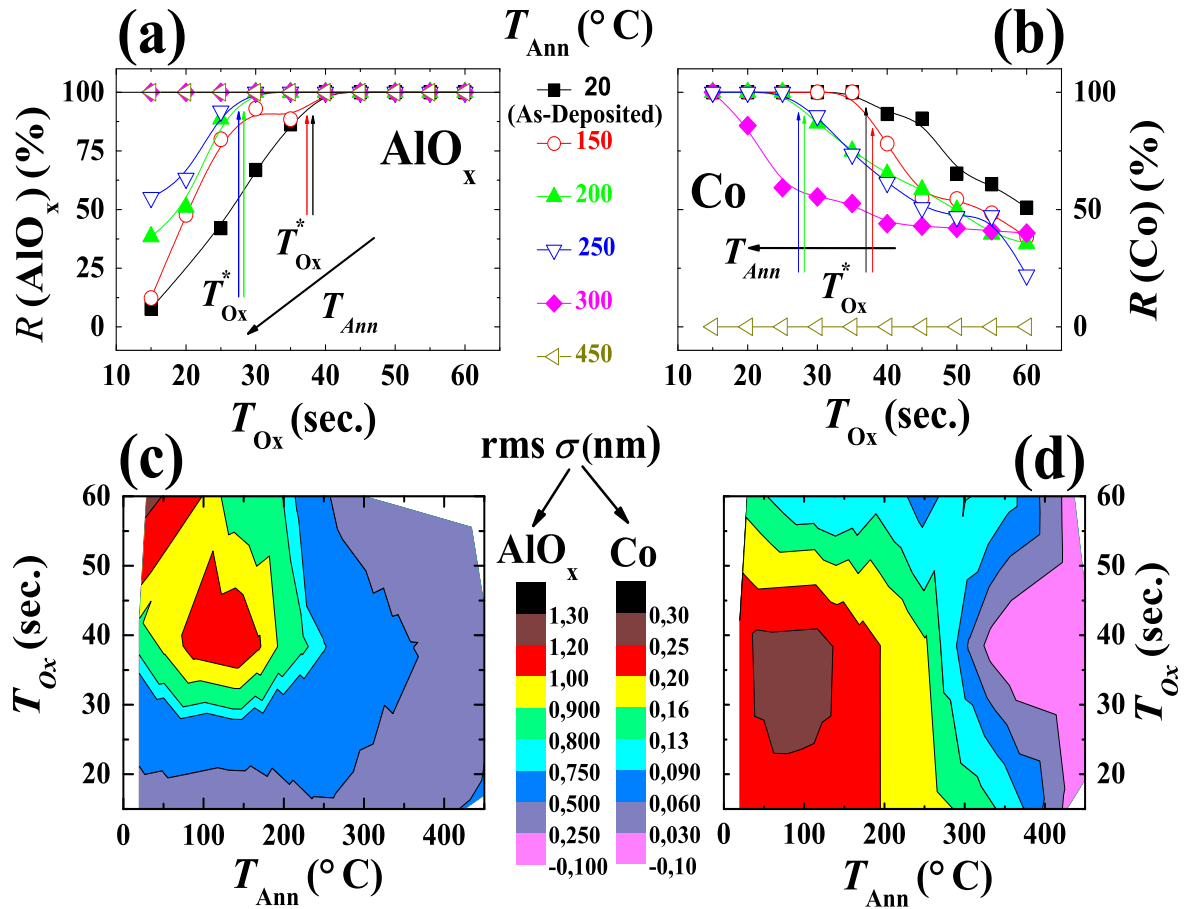 (a)
T_Ann (° C)
(b)
R (AlO_x) (%)
100
75
50
25
0
AlO_x
T*_Ox
T*_Ox
T_Ann
10 20 30 40 50 60
T_Ox (sec.)
20
(As-Deposited)
150
200
250
300
450
Co
T_Ann
T*_Ox
100
50
0
R (Co) (%)
10 20 30 40 50 60
T_Ox (sec.)
(c)
rms σ (nm)
(d)
AlO_x Co
1,30 0,30
1,20 0,25
1,00 0,20
0,900 0,16
0,800 0,13
0,750 0,090
0,500 0,060
0,250 0,030
-0,100 -0,10
T_Ox (sec.)
60
50
40
30
20
0 100 200 300 400
T_Ann (° C)
60
50
40
30
20
T_Ox (sec.)
0 100 200 300 400
T_Ann (° C)